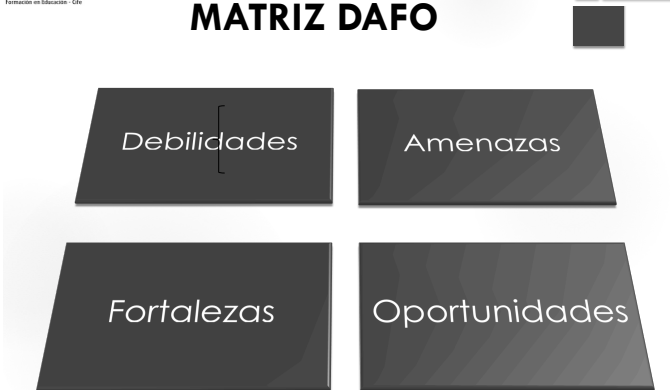 Formación en Educación - Cife
MATRIZ DAFO
Debilidades
Amenazas
Fortalezas
Oportunidades